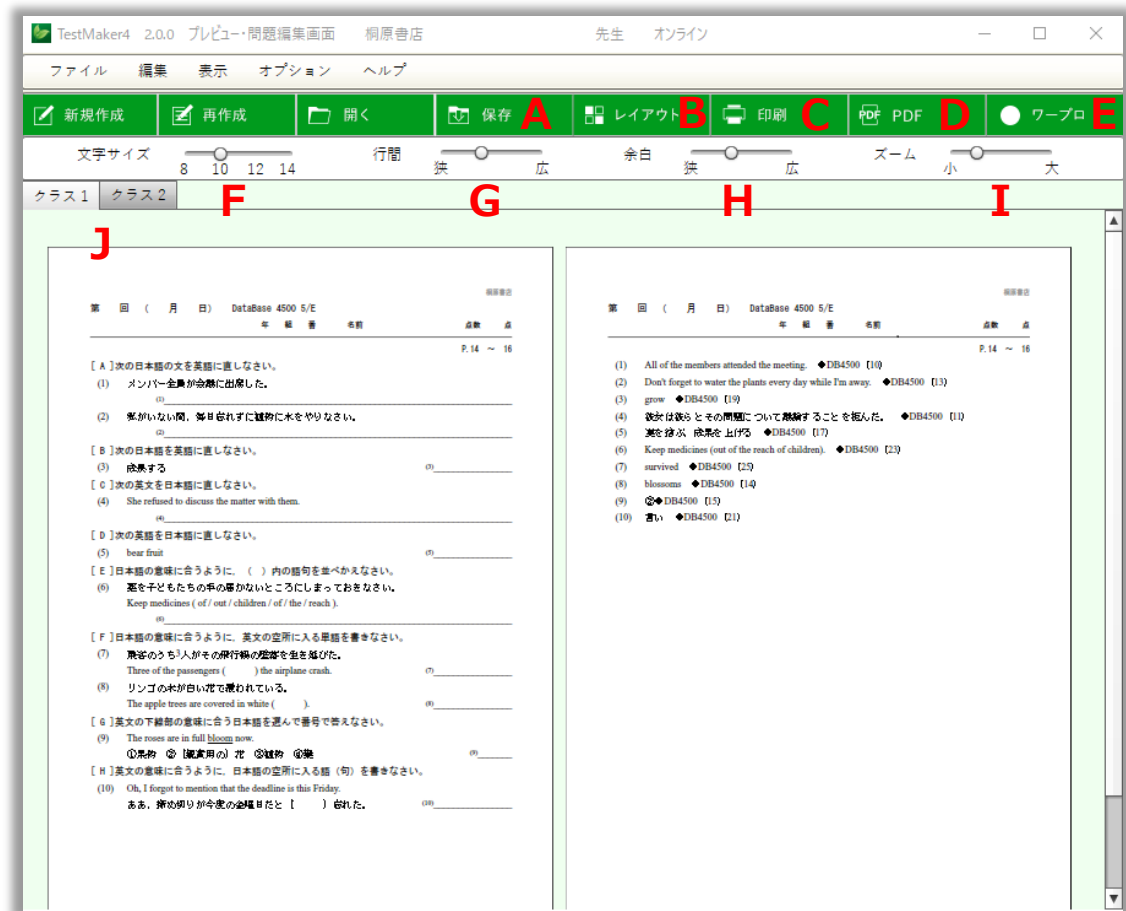 TestMaker4 2.0.0 プレビュー・問題編集画面 桐原書店 先生 オンライン
ファイル 編集 表示 オプション ヘルプ
新規作成 再作成 開く 保存 A レイアウト B 印刷 C PDF PDF D ワープロ E
文字サイズ 8 10 12 14 行間 狭 広 余白 狭 広 ズーム 小 大
F G H I
クラス1 クラス2
J
桐原書店
第 回 ( 月 日) DataBase 4500 5/E
年 組 番 名前 点数 点
P.14 ~ 16
[ A ]次の日本語の文を英語に直しなさい。
(1) メンバー全員が会議に出席した。
(1)
(2) 私がいない間，毎日忘れずに植物に水をやりなさい。
(2)
[ B ]次の日本語を英語に直しなさい。
(3) 成長する (3)
[ C ]次の英文を日本語に直しなさい。
(4) She refused to discuss the matter with them.
(4)
[ D ]次の英語を日本語に直しなさい。
(5) bear fruit (5)
[ E ]日本語の意味に合うように，( )内の語句を並べかえなさい。
(6) 薬を子どもたちの手の届かないところにしまっておきなさい。
Keep medicines ( of / out / children / of / the / reach ).
(6)
[ F ]日本語の意味に合うように，英文の空所に入る単語を書きなさい。
(7) 乗客のうち3人がその飛行機の墜落を生き延びた。
Three of the passengers ( ) the airplane crash. (7)
(8) リンゴの木が白い花で覆われている。
The apple trees are covered in white ( ). (8)
[ G ]英文の下線部の意味に合う日本語を選んで番号で答えなさい。
(9) The roses are in full bloom now.
①果物 ② [観賞用の] 花 ③植物 ④葉 (9)
[ H ]英文の意味に合うように，日本語の空所に入る語（句）を書きなさい。
(10) Oh, I forgot to mention that the deadline is this Friday.
ああ，締め切りが今度の金曜日だと [ ] 忘れた。 (10)
桐原書店
第 回 ( 月 日) DataBase 4500 5/E
年 組 番 名前 点数 点
P.14 ~ 16
(1) All of the members attended the meeting. ◆DB4500 [10]
(2) Don't forget to water the plants every day while I'm away. ◆DB4500 [13]
(3) grow ◆DB4500 [19]
(4) 彼女は彼らとその問題について議論することを拒んだ。 ◆DB4500 [11]
(5) 実を結ぶ，成果を上げる ◆DB4500 [17]
(6) Keep medicines (out of the reach of children). ◆DB4500 [23]
(7) survived ◆DB4500 [25]
(8) blossoms ◆DB4500 [14]
(9) ②◆DB4500 [15]
(10) 言い ◆DB4500 [21]